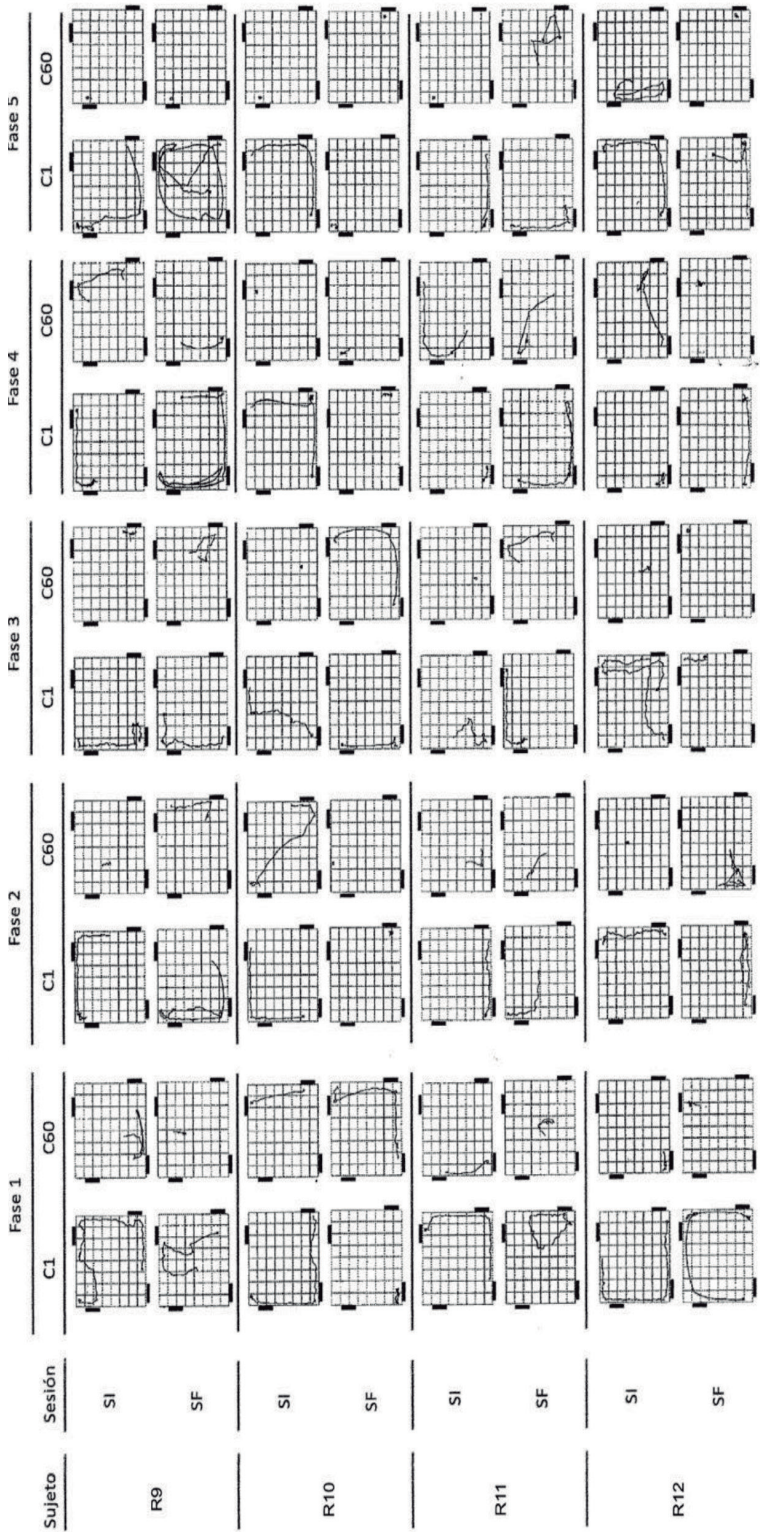 Fase 1 Fase 2 Fase 3 Fase 4 Fase 5
Sujeto Sesión C1 C60 C1 C60 C1 C60 C1 C60 C1 C60
R9
SI
SF
R10
SI
SF
R11
SI
SF
R12
SI
SF